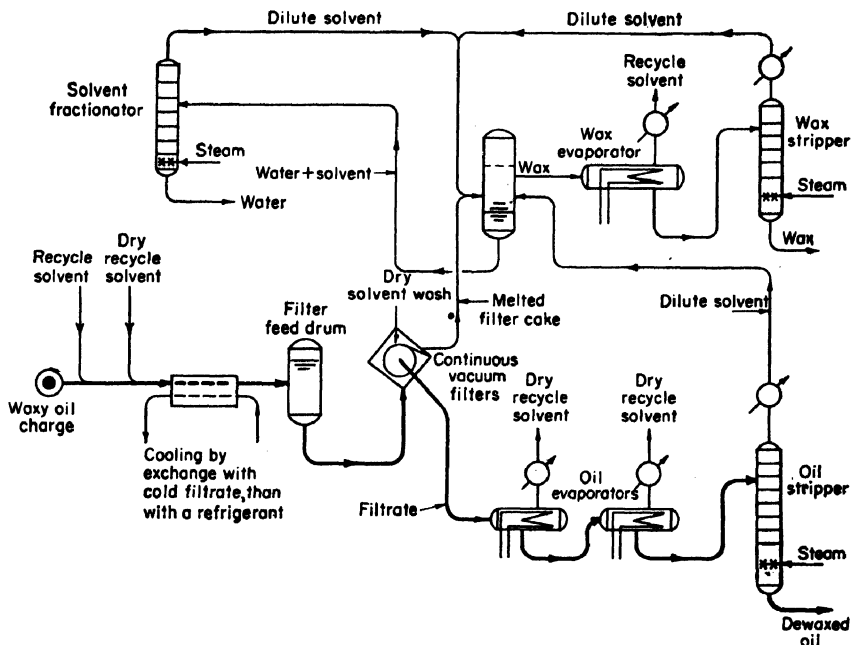 Dilute solvent
Dilute solvent
Recycle
solvent
Solvent
fractionator
Wax
evaporator
Wax
stripper
Steam
Water+solvent
Wax
Steam
Water
Wax
Dry
recycle
solvent
Recycle
solvent
Dry
solvent wash
Filter
feed drum
Melted
filter cake
Dilute solvent
Continuous
vacuum
filters
Waxy oil
charge
Dry
recycle
solvent
Dry
recycle
solvent
Cooling by
exchange with
cold filtrate, than
with a refrigerant
Filtrate
Oil
evaporators
Oil
stripper
Steam
Dewaxed
oil